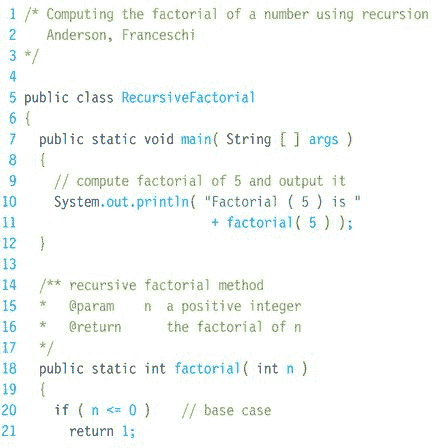 1 /* Computing the factorial of a number using recursion
2    Anderson, Franceschi
3 */
4
5 public class RecursiveFactorial
6 {
7   public static void main( String [ ] args )
8   {
9     // compute factorial of 5 and output it
10     System.out.println( "Factorial ( 5 ) is "
11                         + factorial( 5 ) );
12   }
13
14   /** recursive factorial method
15   *   @param    n  a positive integer
16   *   @return      the factorial of n
17   */
18   public static int factorial( int n )
19   {
20     if ( n <= 0 )    // base case
21       return 1;